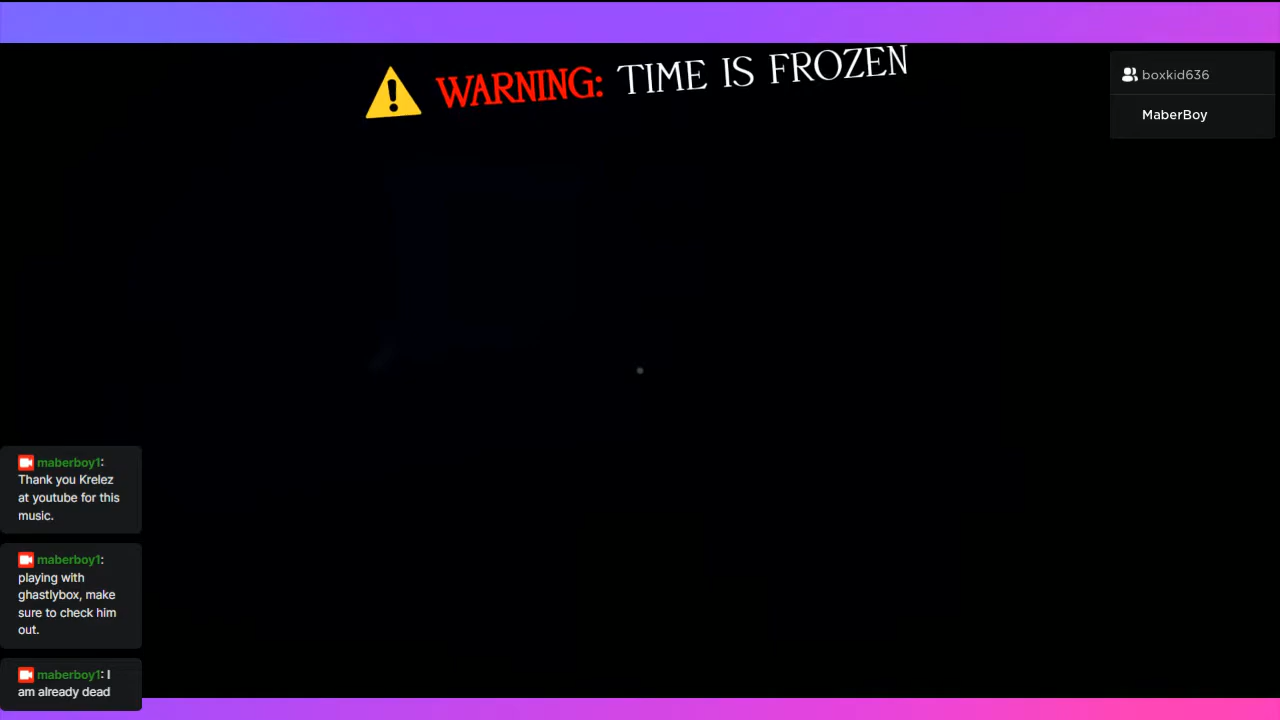 WARNING: TIME IS FROZEN
boxkid636
MaberBoy
maberboy1:
Thank you Krelez
at youtube for this
music.
maberboy1:
playing with
ghastlybox, make
sure to check him
out.
maberboy1: I
am already dead